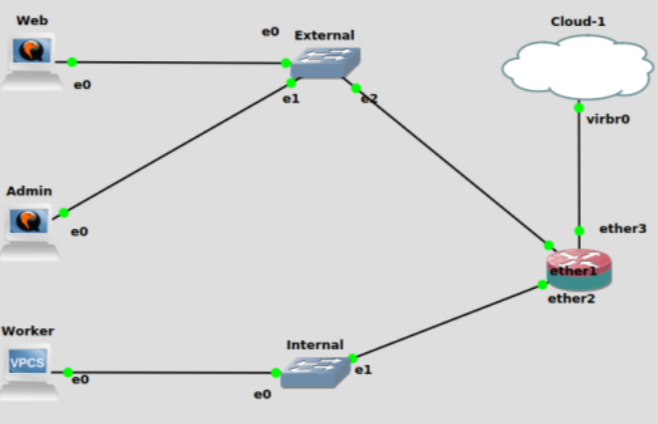 Web
External
Cloud-1
e0
e0
e1
e2
virbr0
Admin
e0
ether3
ether1
ether2
Worker
VPCS
e0
Internal
e1
e0